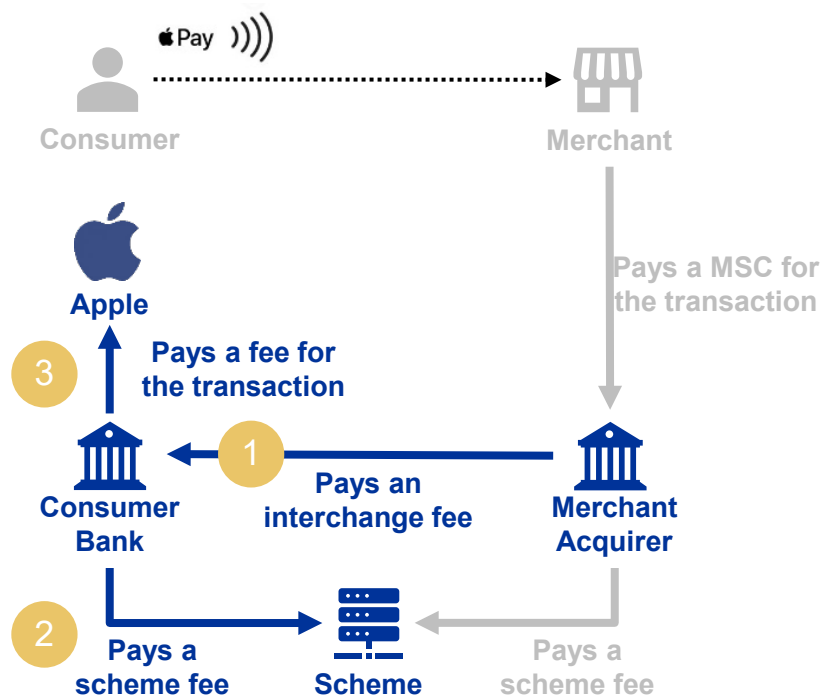 Pay
Consumer
Merchant
Pays a MSC for
the transaction
Apple
3
Pays a fee for
the transaction
1
Pays an
interchange fee
Consumer
Bank
Merchant
Acquirer
2
Pays a
scheme fee
Scheme
Pays a
scheme fee